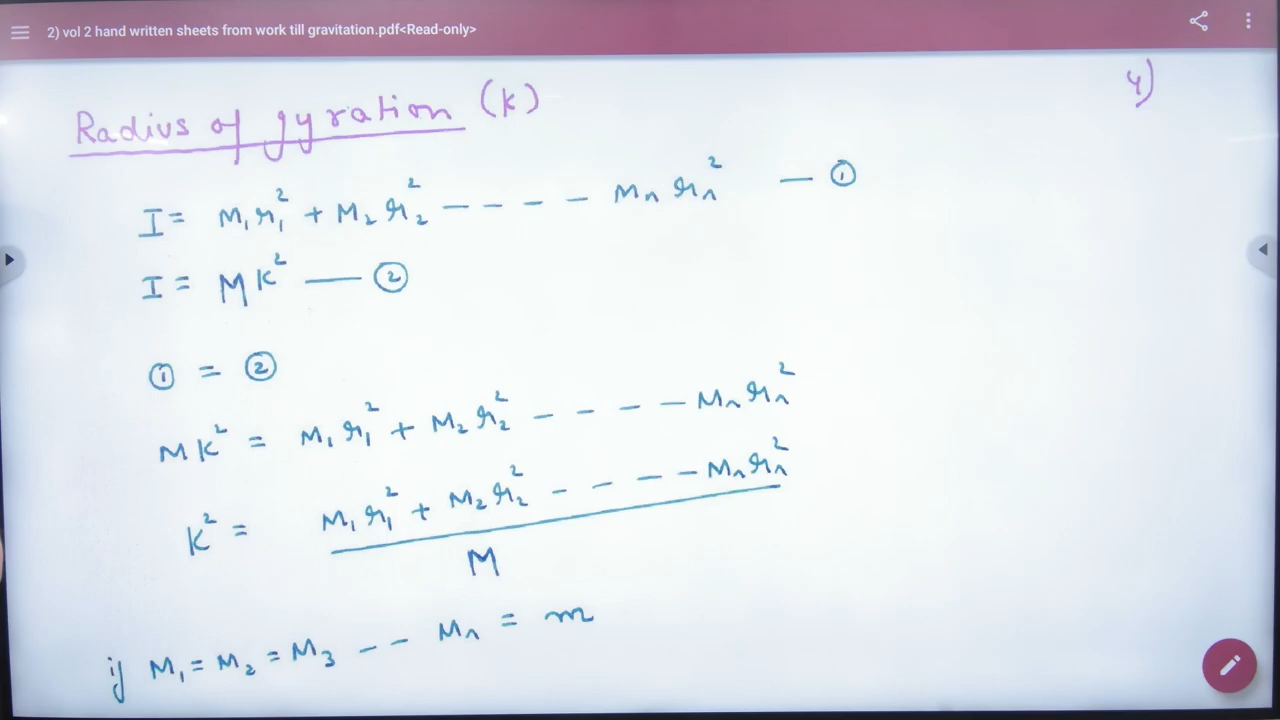 2) vol 2 hand written sheets from work till gravitation.pdf<Read-only>
4)
Radius of gyration (K)
I = M₁r₁² + M₂r₂² - - - - Mₙrₙ² — ①
I = MK² — ②
① = ②
MK² = M₁r₁² + M₂r₂² - - - - Mₙrₙ²
K² = M₁r₁² + M₂r₂² - - - - Mₙrₙ²
M
if M₁ = M₂ = M₃ - - Mₙ = m